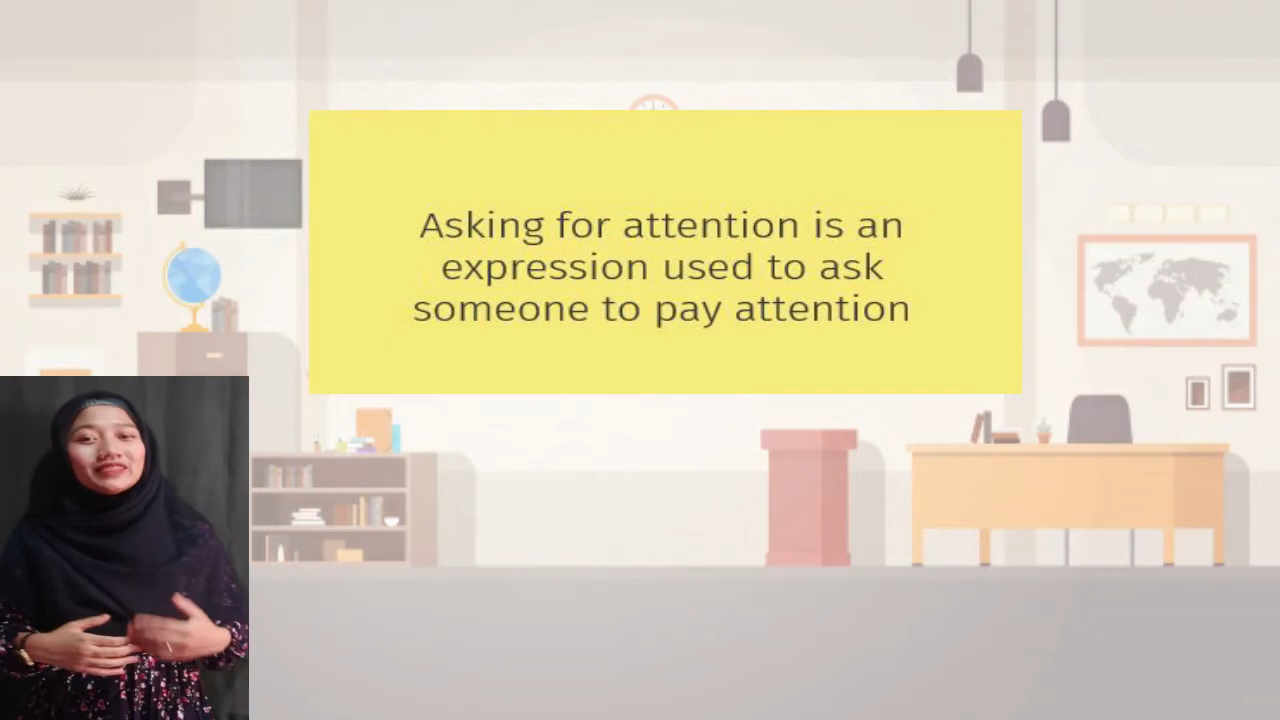 Asking for attention is an
expression used to ask
someone to pay attention